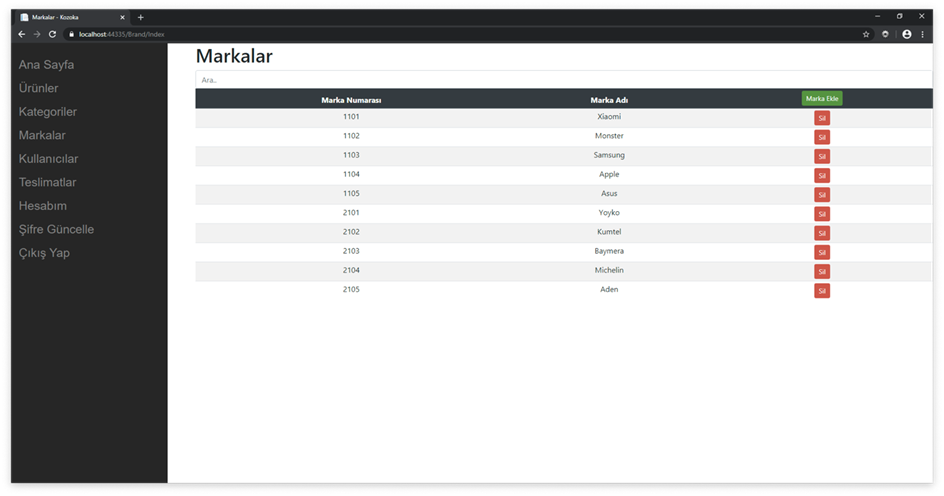 Markalar - Kozoka
localhost:44335/Brand/Index
Ana Sayfa
Ürünler
Kategoriler
Markalar
Kullanıcılar
Teslimatlar
Hesabım
Şifre Güncelle
Çıkış Yap
Markalar
Ara..
Marka Numarası Marka Adı Marka Ekle
1101 Xiaomi Sil
1102 Monster Sil
1103 Samsung Sil
1104 Apple Sil
1105 Asus Sil
2101 Yoyko Sil
2102 Kumtel Sil
2103 Baymera Sil
2104 Michelin Sil
2105 Aden Sil